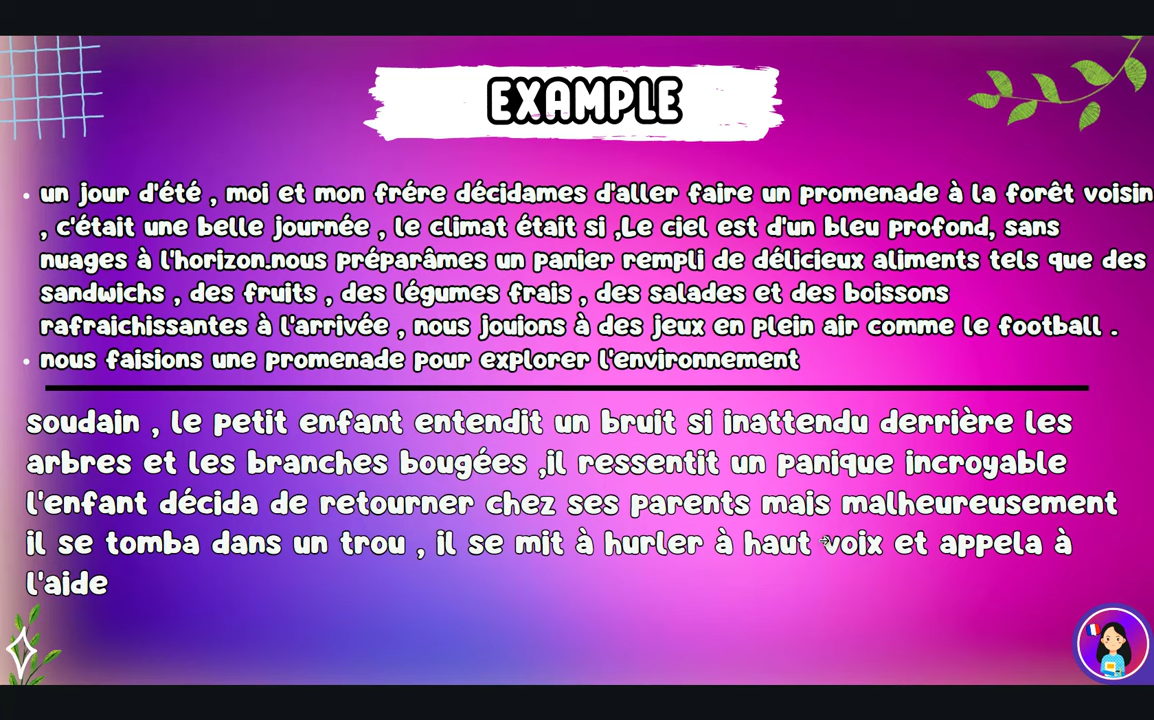 EXAMPLE
• un jour d'été , moi et mon frére décidames d'aller faire un promenade à la forêt voisin
, c'était une belle journée , le climat était si ,Le ciel est d'un bleu profond, sans
nuages à l'horizon.nous préparâmes un panier rempli de délicieux aliments tels que des
sandwichs , des fruits , des légumes frais , des salades et des boissons
rafraichissantes à l'arrivée , nous jouions à des jeux en plein air comme le football .
• nous faisions une promenade pour explorer l'environnement
soudain , le petit enfant entendit un bruit si inattendu derrière les
arbres et les branches bougées ,il ressentit un panique incroyable
l'enfant décida de retourner chez ses parents mais malheureusement
il se tomba dans un trou , il se mit à hurler à haut voix et appela à
l'aide